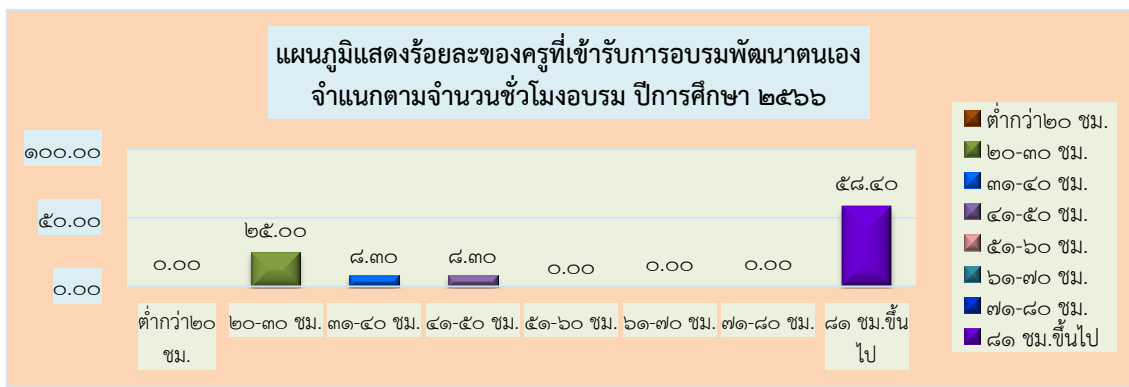 แผนภูมิแสดงร้อยละของครูที่เข้ารับการอบรมพัฒนาตนเอง
จำแนกตามจำนวนชั่วโมงอบรม ปีการศึกษา ๒๕๖๖
๑๐๐.๐๐
๕๐.๐๐
๐.๐๐
๐.๐๐
๒๕.๐๐
๘.๓๐
๘.๓๐
๐.๐๐
๐.๐๐
๐.๐๐
๕๘.๔๐
ต่ำกว่า๒๐
ชม.
๒๐-๓๐ ชม.
๓๑-๔๐ ชม.
๔๑-๕๐ ชม.
๕๑-๖๐ ชม.
๖๑-๗๐ ชม.
๗๑-๘๐ ชม.
๘๑ ชม.ขึ้น
ไป
ต่ำกว่า๒๐ ชม.
๒๐-๓๐ ชม.
๓๑-๔๐ ชม.
๔๑-๕๐ ชม.
๕๑-๖๐ ชม.
๖๑-๗๐ ชม.
๗๑-๘๐ ชม.
๘๑ ชม.ขึ้นไป